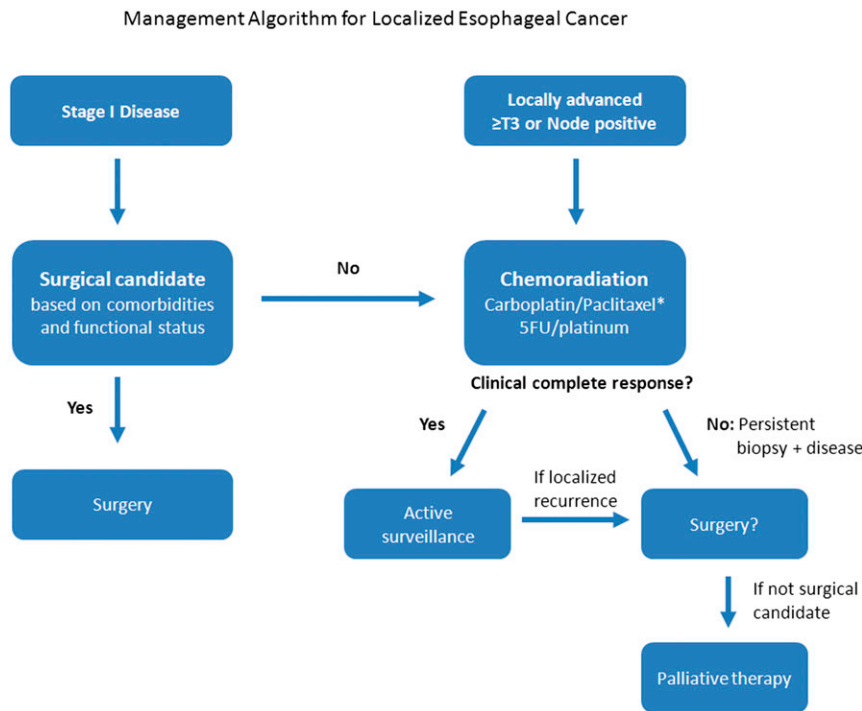 Management Algorithm for Localized Esophageal Cancer
Stage I Disease
Locally advanced
≥T3 or Node positive
Surgical candidate
based on comorbidities
and functional status
No
Chemoradiation
Carboplatin/Paclitaxel*
5FU/platinum
Clinical complete response?
Yes
Yes
No: Persistent
biopsy + disease
Surgery
If localized
recurrence
Active
surveillance
Surgery?
If not surgical
candidate
Palliative therapy